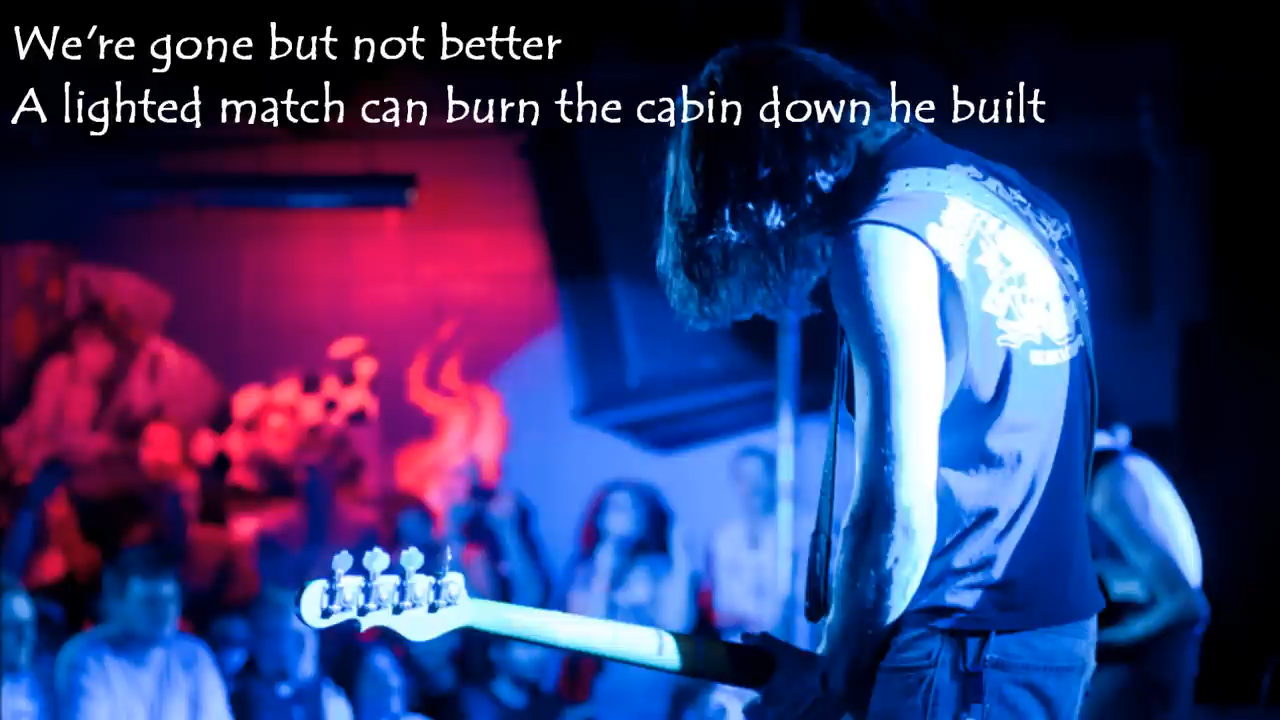 We're gone but not better
A lighted match can burn the cabin down he built